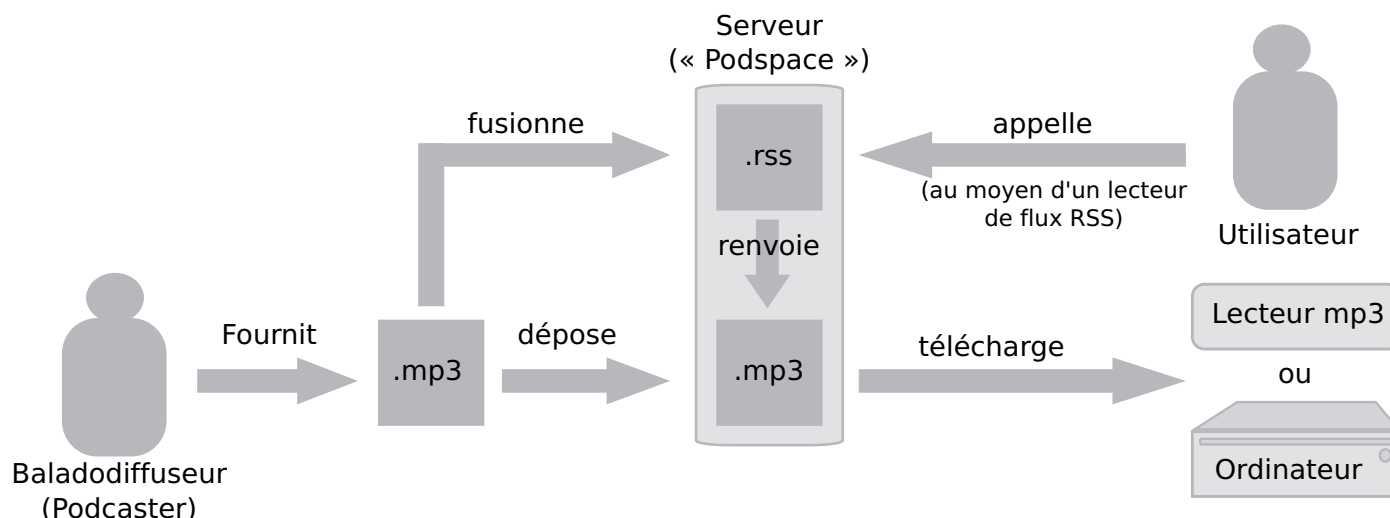 Serveur
(« Podspace »)
fusionne
appelle
.rss
(au moyen d'un lecteur
de flux RSS)
Utilisateur
renvoie
Fournit
dépose
télécharge
Lecteur mp3
ou
.mp3
.mp3
Ordinateur
Baladodiffuseur
(Podcaster)